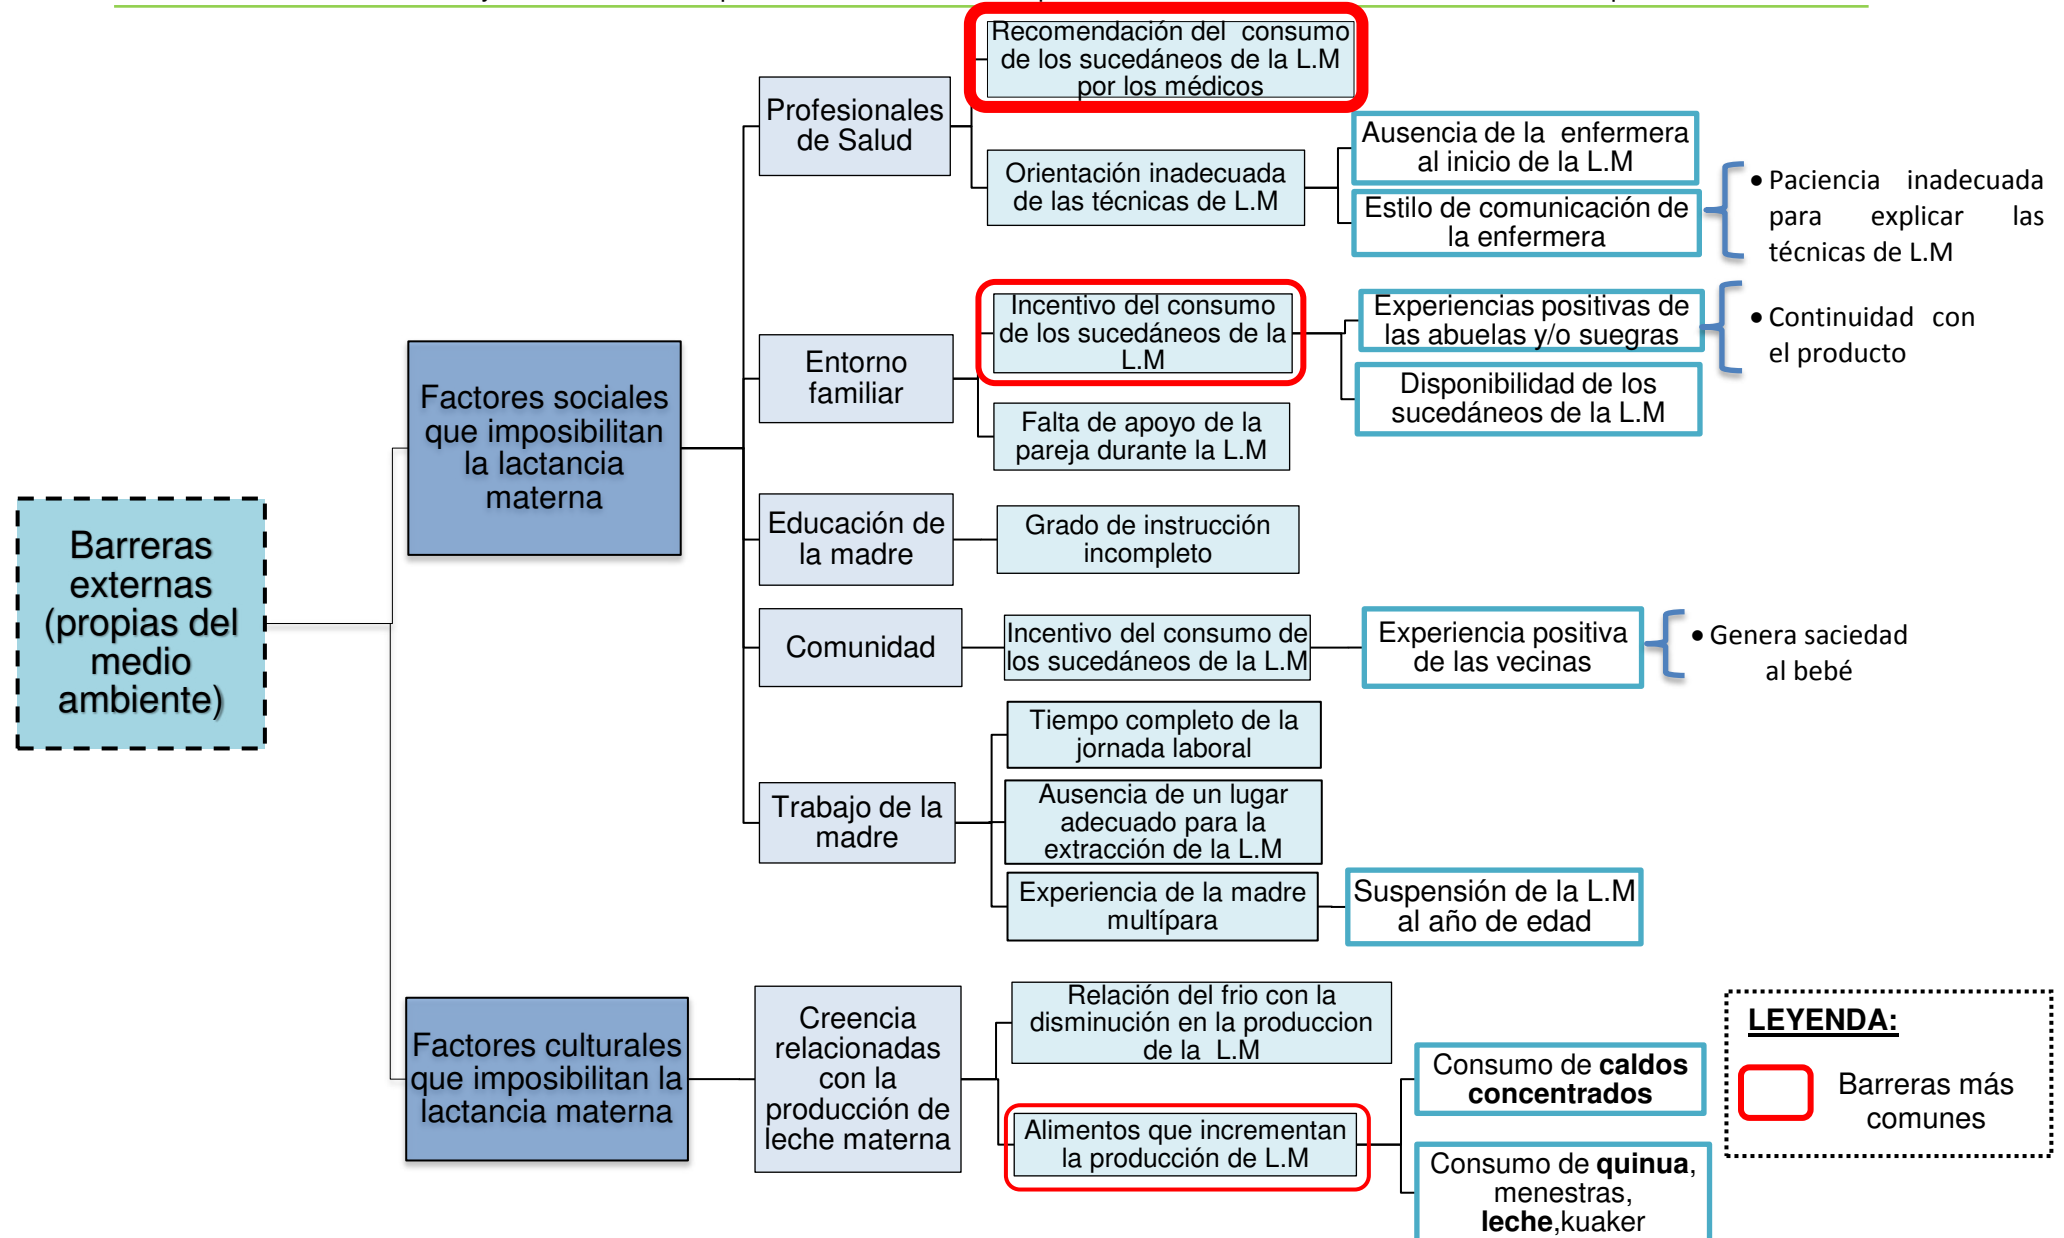 Recomendación del consumo
de los sucedáneos de la L.M
por los médicos
Profesionales
de Salud
Ausencia de la enfermera
al inicio de la L.M
Orientación inadecuada
de las técnicas de L.M
Estilo de comunicación de
la enfermera
• Paciencia inadecuada
para explicar las
técnicas de L.M
Incentivo del consumo
de los sucedáneos de la
L.M
Experiencias positivas de
las abuelas y/o suegras
• Continuidad con
el producto
Entorno
familiar
Disponibilidad de los
sucedáneos de la L.M
Factores sociales
que imposibilitan
la lactancia
materna
Falta de apoyo de la
pareja durante la L.M
Educación de
la madre
Grado de instrucción
incompleto
Barreras
externas
(propias del
medio
ambiente)
Comunidad
Incentivo del consumo de
los sucedáneos de la L.M
Experiencia positiva
de las vecinas
• Genera saciedad
al bebé
Tiempo completo de la
jornada laboral
Trabajo de la
madre
Ausencia de un lugar
adecuado para la
extracción de la L.M
Experiencia de la madre
multípara
Suspensión de la L.M
al año de edad
Factores culturales
que imposibilitan la
lactancia materna
Creencia
relacionadas
con la
producción de
leche materna
Relación del frio con la
disminución en la produccion
de la L.M
Alimentos que incrementan
la producción de L.M
Consumo de caldos
concentrados
Consumo de quinua,
menestras,
leche,kuaker
LEYENDA:
Barreras más
comunes